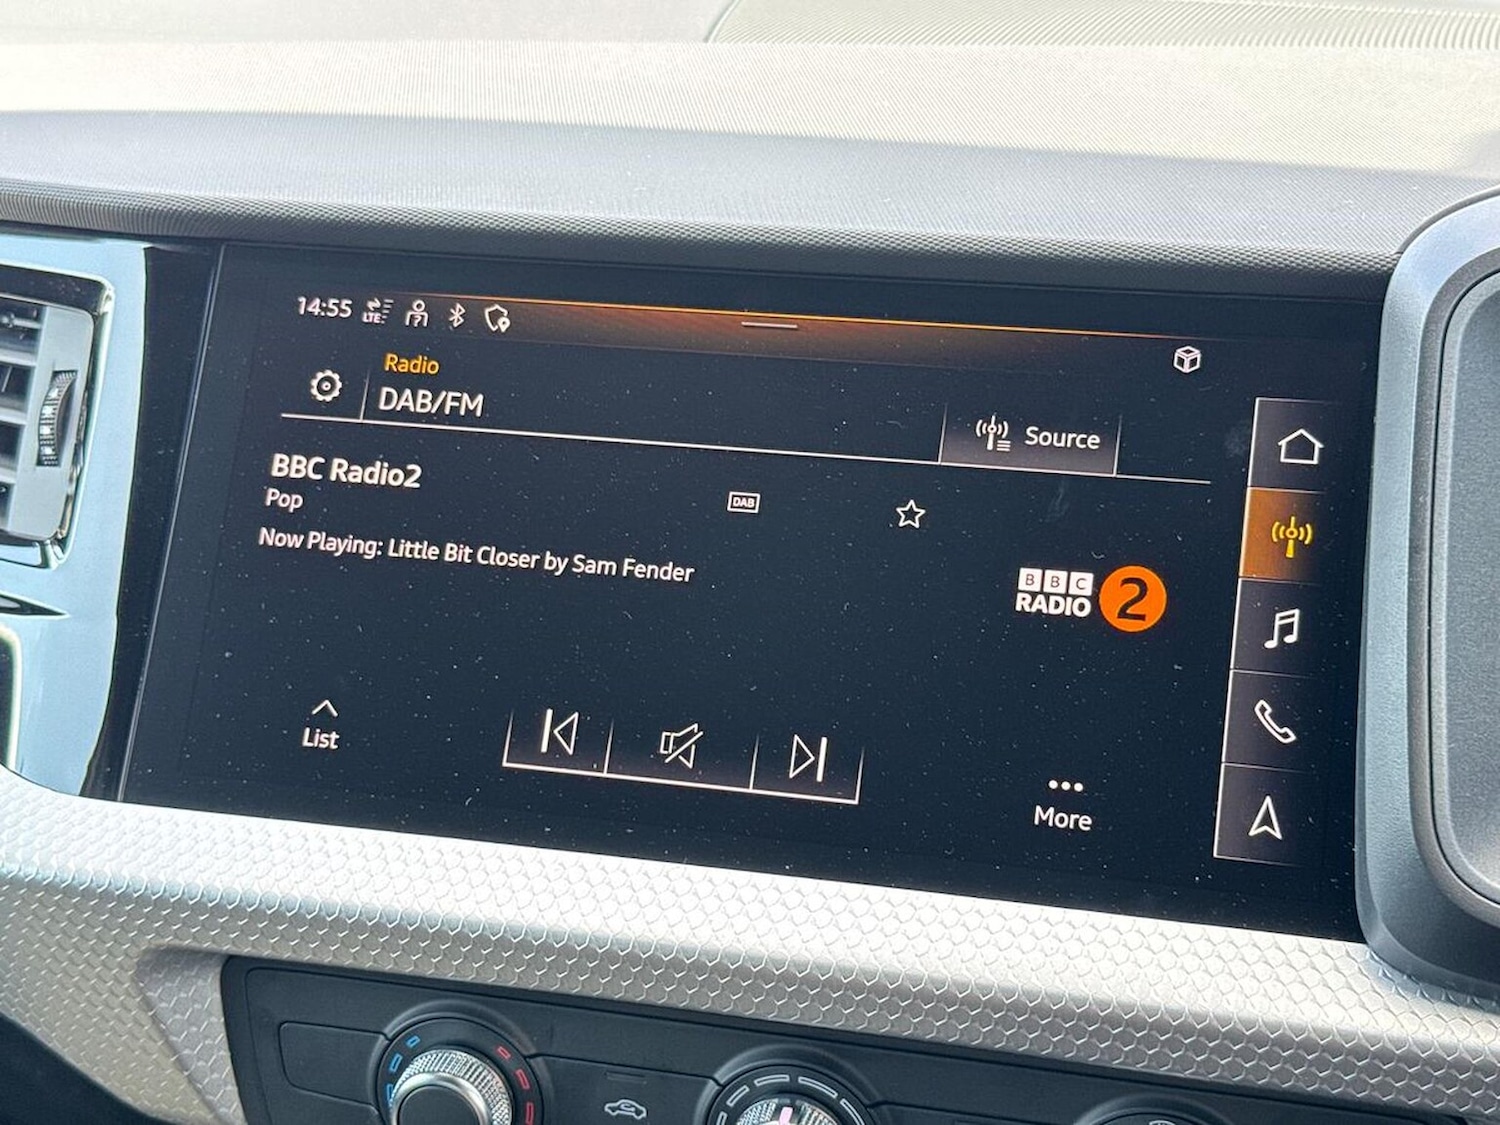 14:55
LTE
Radio
DAB/FM
Source
BBC Radio2
Pop
DAB
Now Playing: Little Bit Closer by Sam Fender
BBC
RADIO 2
List
More